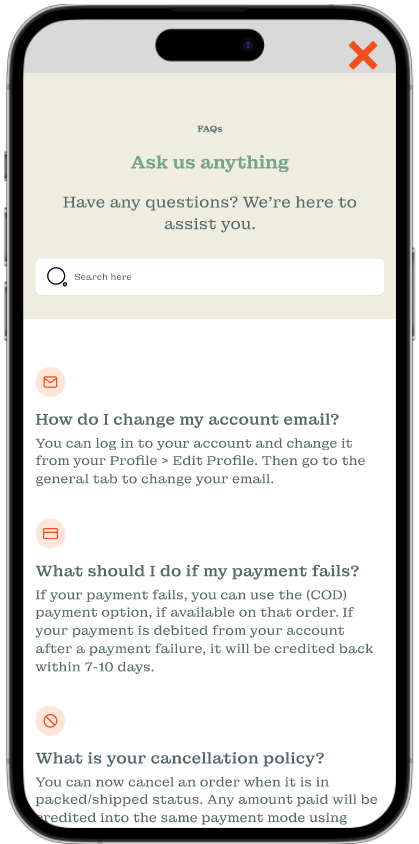 FAQs
Ask us anything
Have any questions? We're here to
assist you.
Search here
How do I change my account email?
You can log in to your account and change it
from your Profile > Edit Profile. Then go to the
general tab to change your email.
What should I do if my payment fails?
If your payment fails, you can use the (COD)
payment option, if available on that order. If
your payment is debited from your account
after a payment failure, it will be credited back
within 7-10 days.
What is your cancellation policy?
You can now cancel an order when it is in
packed/shipped status. Any amount paid will be
credited into the same payment mode using